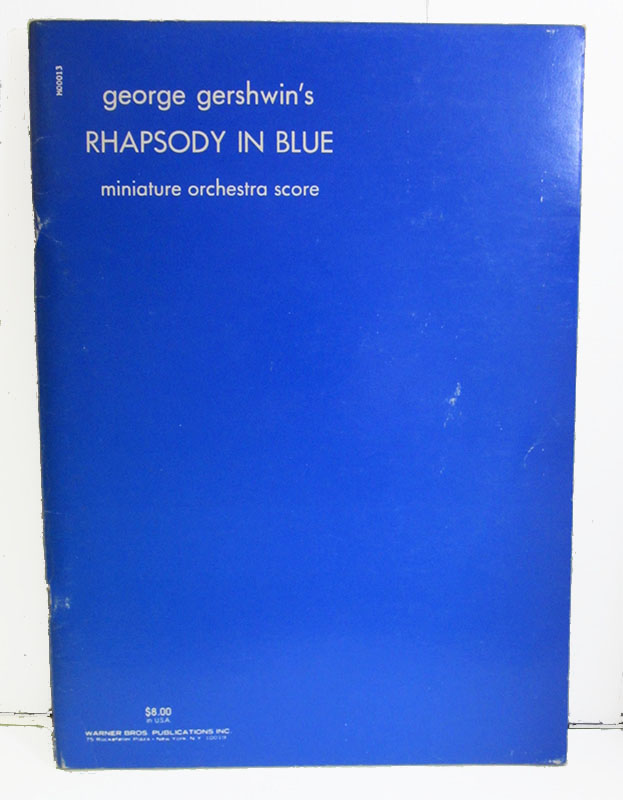 M00013
george gershwin's
RHAPSODY IN BLUE
miniature orchestra score
$8.00
in U.S.A.
WARNER BROS. PUBLICATIONS INC.
75 Rockefeller Plaza • New York, N.Y. 10019